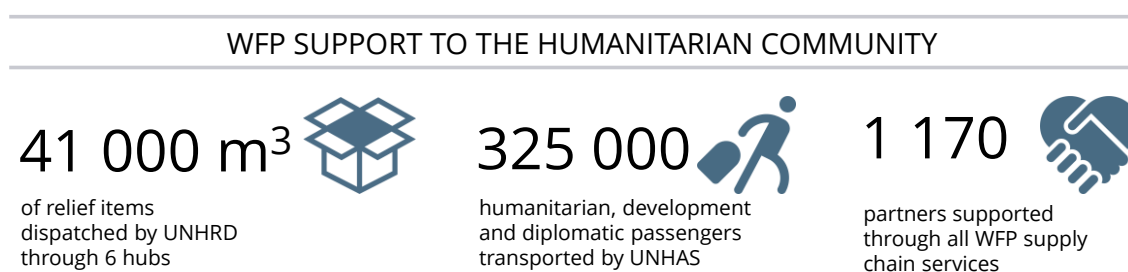 WFP SUPPORT TO THE HUMANITARIAN COMMUNITY
41 000 m³
of relief items
dispatched by UNHRD
through 6 hubs
325 000
humanitarian, development
and diplomatic passengers
transported by UNHAS
1 170
partners supported
through all WFP supply
chain services